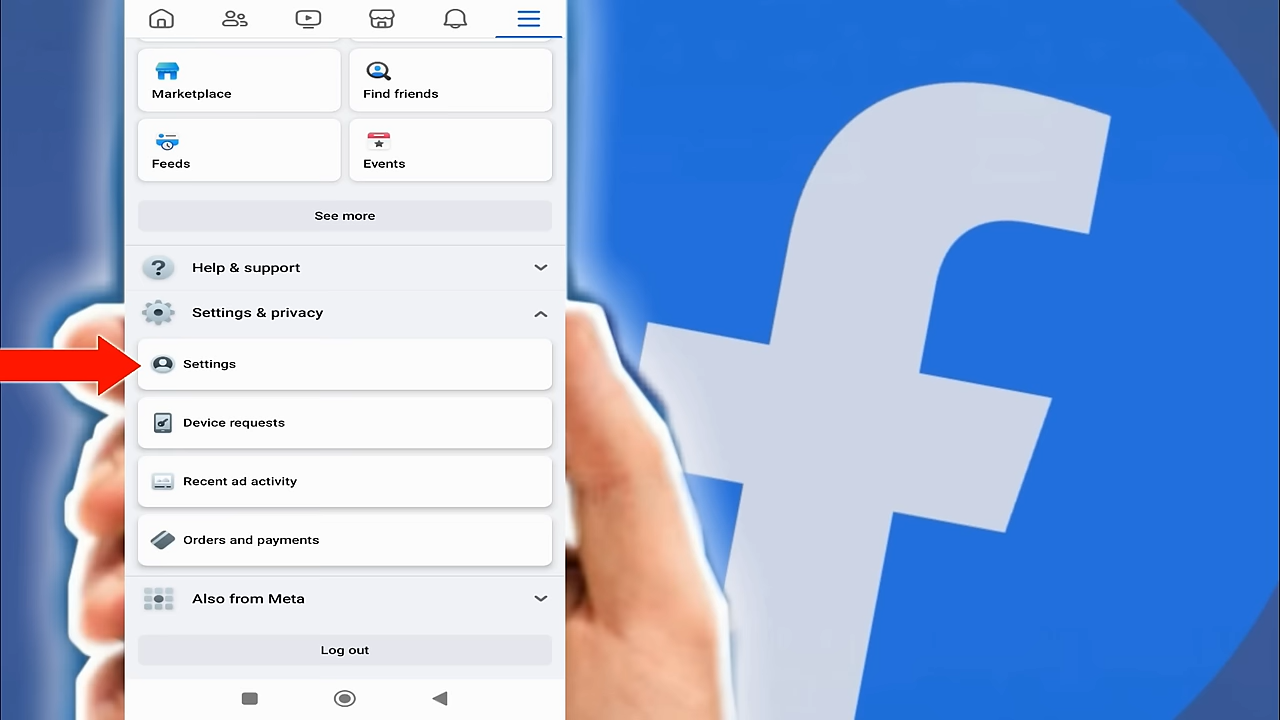 Marketplace
Find friends
Feeds
Events
See more
Help & support
Settings & privacy
Settings
Device requests
Recent ad activity
Orders and payments
Also from Meta
Log out